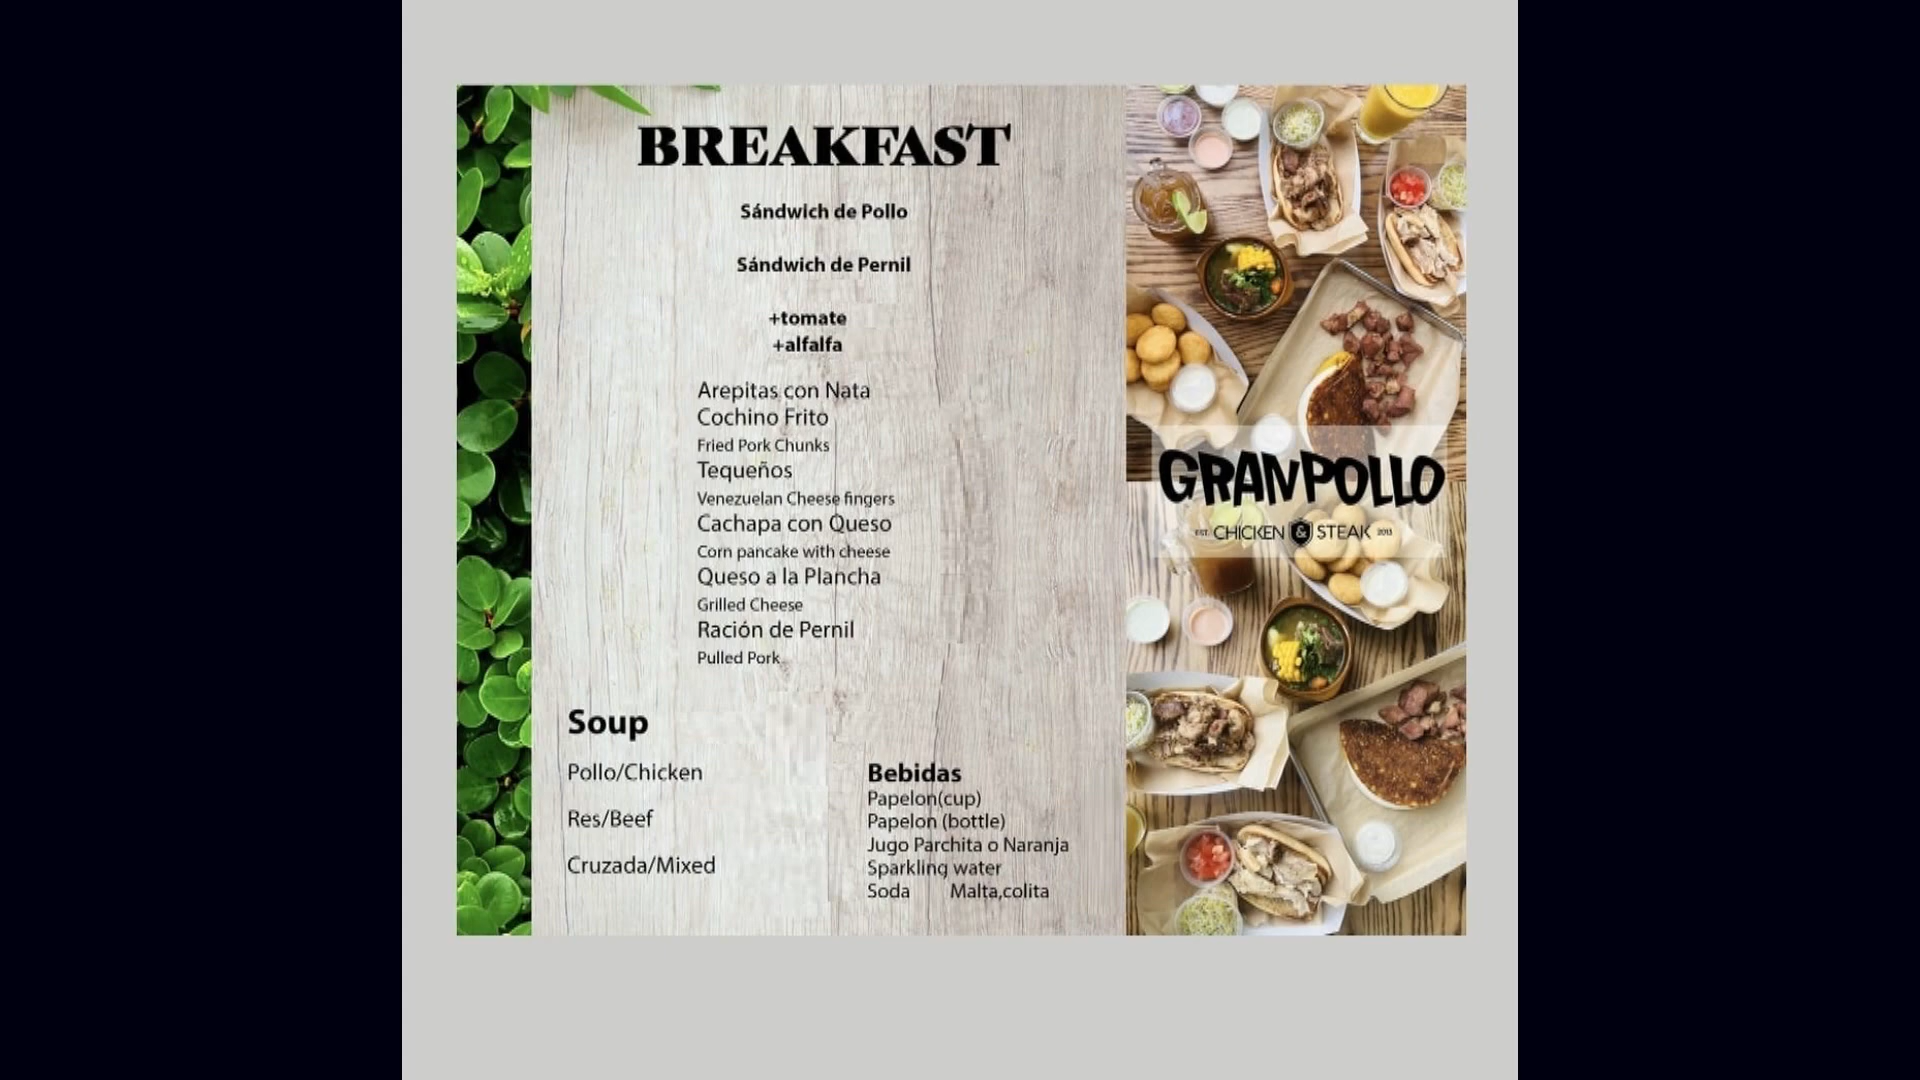 BREAKFAST
Sándwich de Pollo
Sándwich de Pernil
+tomate
+alfalfa
Arepitas con Nata
Cochino Frito
Fried Pork Chunks
Tequeños
Venezuelan Cheese fingers
Cachapa con Queso
Corn pancake with cheese
Queso a la Plancha
Grilled Cheese
Ración de Pernil
Pulled Pork
Soup
Pollo/Chicken
Res/Beef
Cruzada/Mixed
Bebidas
Papelon(cup)
Papelon (bottle)
Jugo Parchita o Naranja
Sparkling water
Soda Malta,colita
GRANPOLLO
EST. CHICKEN & STEAK 2013